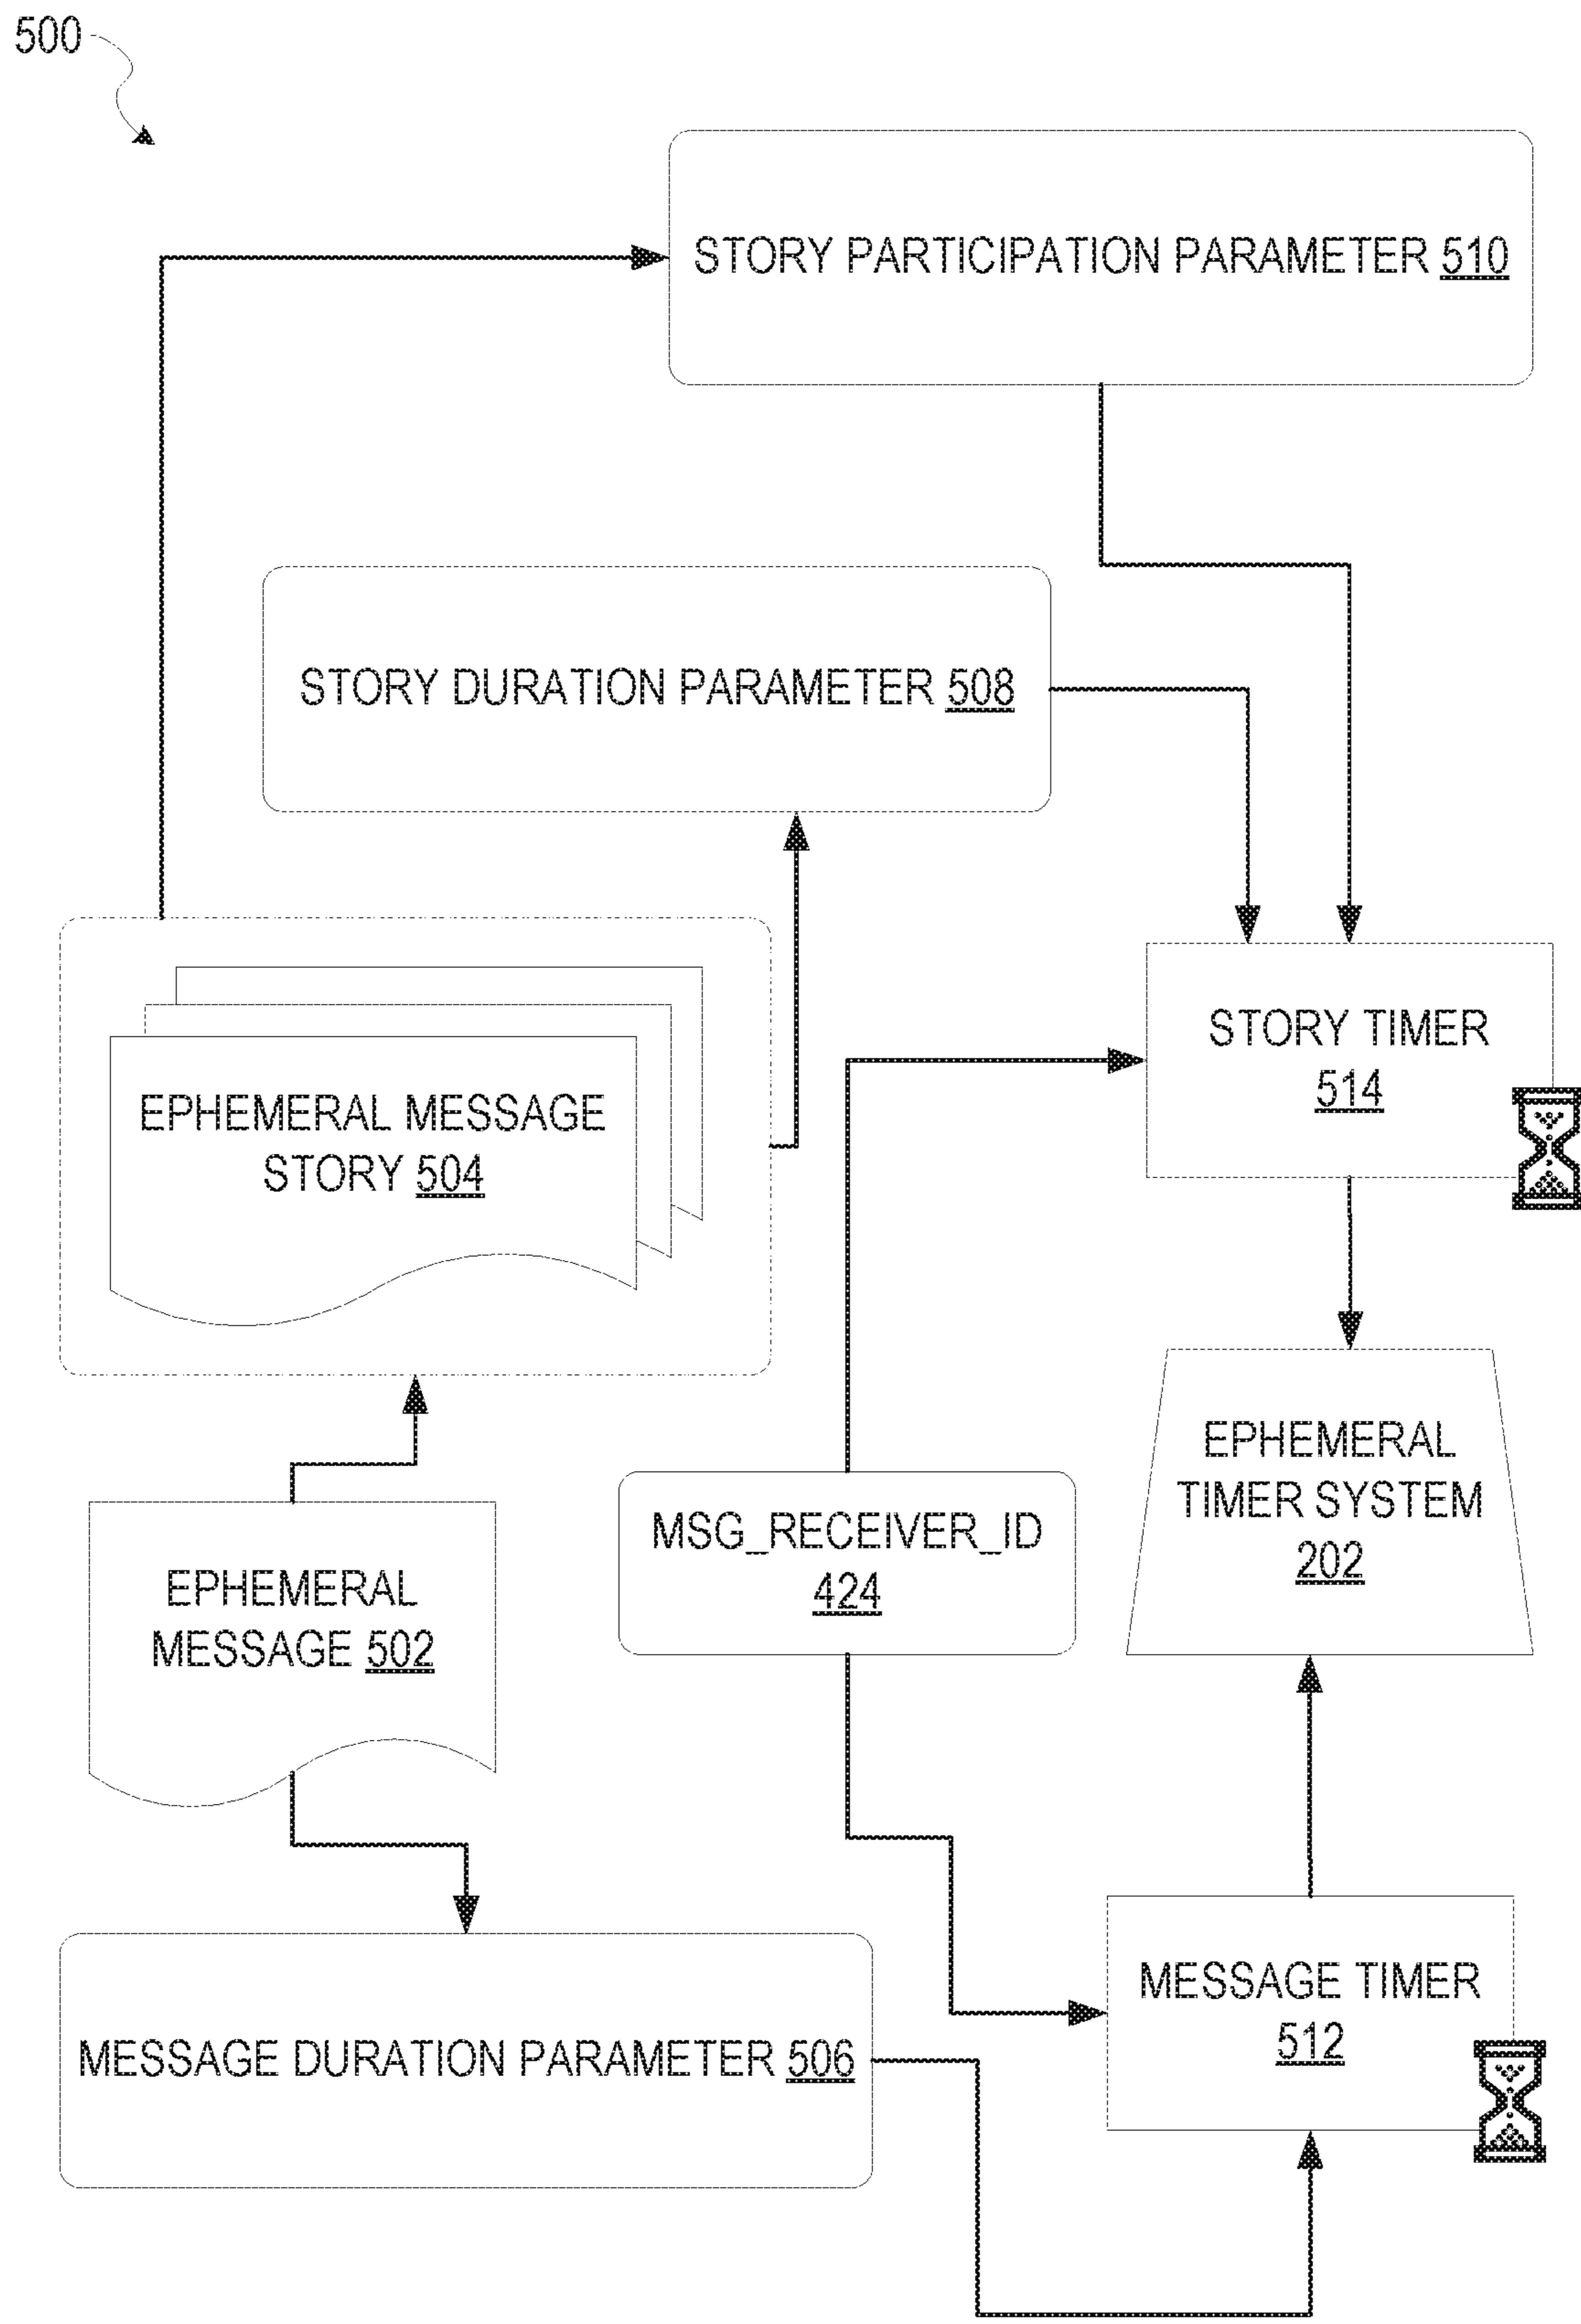 500
STORY PARTICIPATION PARAMETER 510
STORY DURATION PARAMETER 508
EPHEMERAL MESSAGE
STORY 504
STORY TIMER
514
EPHEMERAL
TIMER SYSTEM
202
MSG_RECEIVER_ID
424
EPHEMERAL
MESSAGE 502
MESSAGE TIMER
512
MESSAGE DURATION PARAMETER 506